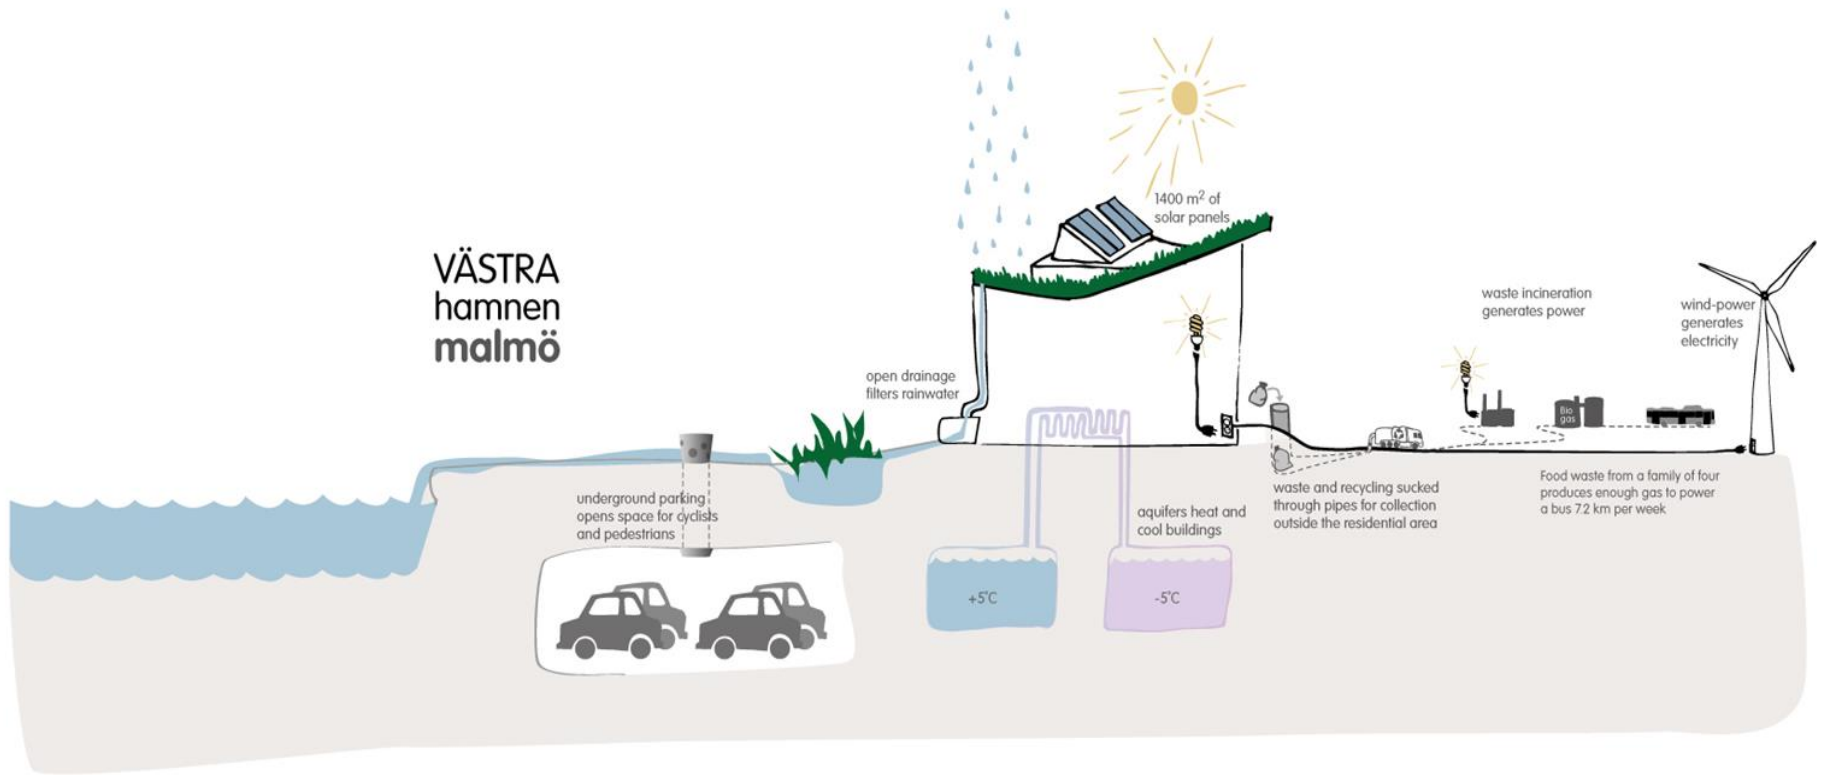 VÄSTRA
hamnen
malmö
1400 m² of
solar panels
open drainage
filters rainwater
underground parking
opens space for cyclists
and pedestrians
aquifers heat and
cool buildings
+5°C
-5°C
waste and recycling sucked
through pipes for collection
outside the residential area
waste incineration
generates power
Bio
gas
wind-power
generates
electricity
Food waste from a family of four
produces enough gas to power
a bus 72 km per week